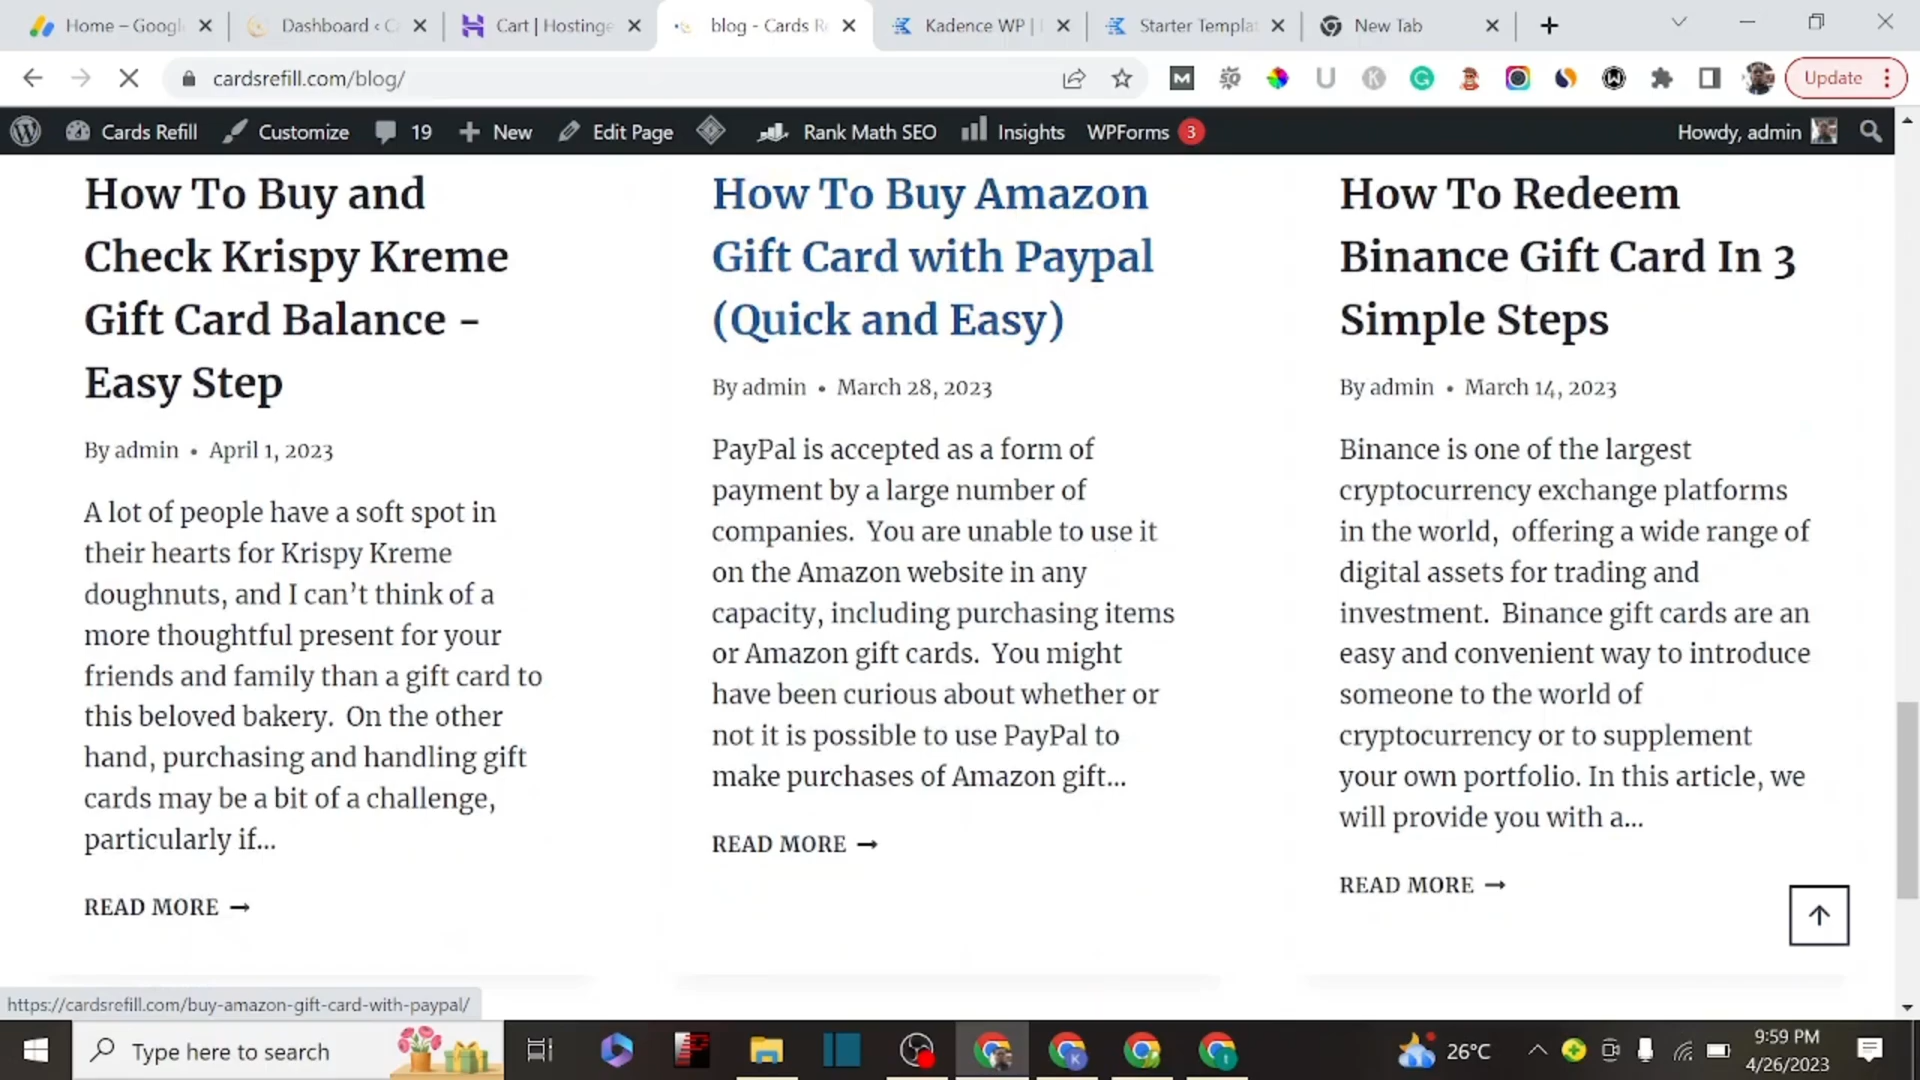 Home – Googl
Dashboard ‹ C
Cart | Hostinge
blog - Cards R
Kadence WP |
Starter Templa
New Tab
cardsrefill.com/blog/
Update
Cards Refill
Customize
19
New
Edit Page
Rank Math SEO
Insights
WPForms 3
Howdy, admin
How To Buy and
Check Krispy Kreme
Gift Card Balance -
Easy Step
By admin • April 1, 2023
A lot of people have a soft spot in
their hearts for Krispy Kreme
doughnuts, and I can’t think of a
more thoughtful present for your
friends and family than a gift card to
this beloved bakery. On the other
hand, purchasing and handling gift
cards may be a bit of a challenge,
particularly if...
READ MORE →
How To Buy Amazon
Gift Card with Paypal
(Quick and Easy)
By admin • March 28, 2023
PayPal is accepted as a form of
payment by a large number of
companies. You are unable to use it
on the Amazon website in any
capacity, including purchasing items
or Amazon gift cards. You might
have been curious about whether or
not it is possible to use PayPal to
make purchases of Amazon gift...
READ MORE →
How To Redeem
Binance Gift Card In 3
Simple Steps
By admin • March 14, 2023
Binance is one of the largest
cryptocurrency exchange platforms
in the world, offering a wide range of
digital assets for trading and
investment. Binance gift cards are an
easy and convenient way to introduce
someone to the world of
cryptocurrency or to supplement
your own portfolio. In this article, we
will provide you with a...
READ MORE →
https://cardsrefill.com/buy-amazon-gift-card-with-paypal/
Type here to search
26°C
9:59 PM
4/26/2023